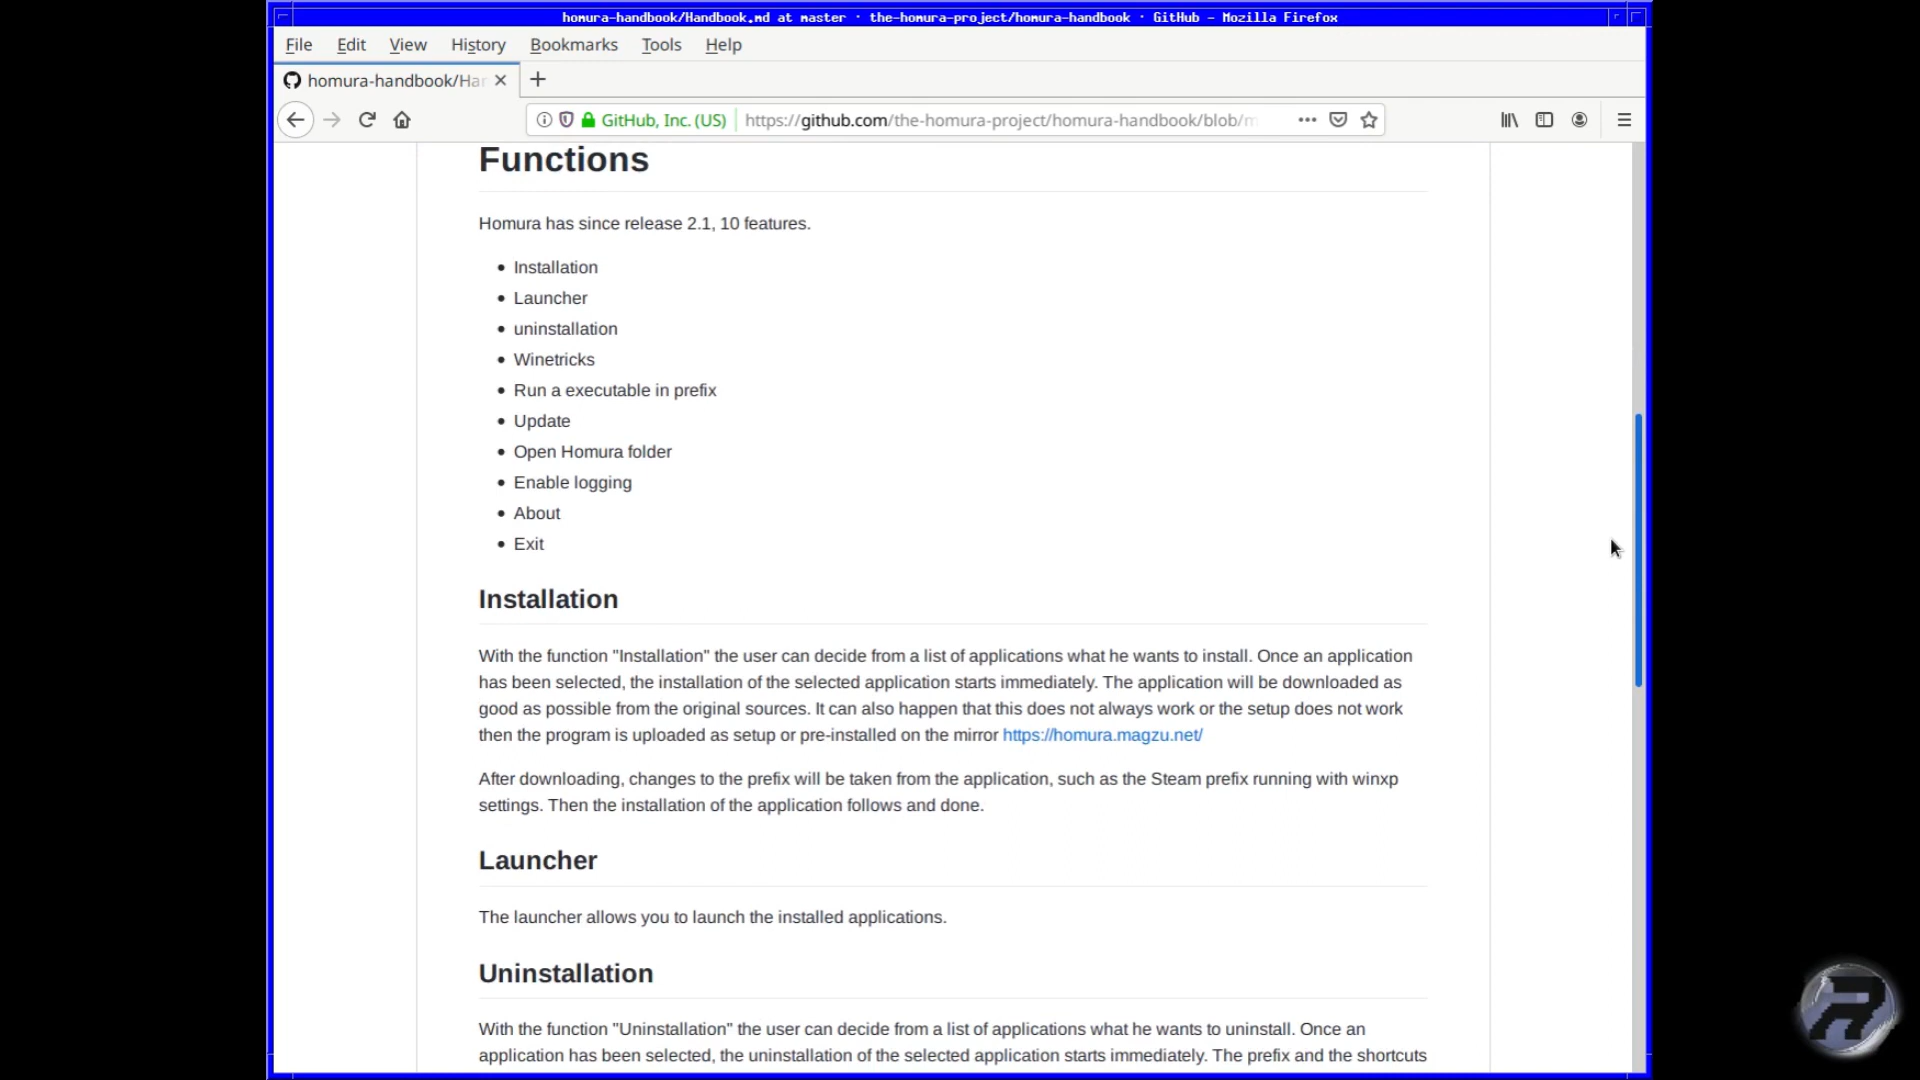 homura-handbook/Handbook.md at master · the-homura-project/homura-handbook · GitHub - Mozilla Firefox
File Edit View History Bookmarks Tools Help
homura-handbook/Har
GitHub, Inc. (US) https://github.com/the-homura-project/homura-handbook/blob/m
Functions
Homura has since release 2.1, 10 features.
• Installation
• Launcher
• uninstallation
• Winetricks
• Run a executable in prefix
• Update
• Open Homura folder
• Enable logging
• About
• Exit
Installation
With the function "Installation" the user can decide from a list of applications what he wants to install. Once an application
has been selected, the installation of the selected application starts immediately. The application will be downloaded as
good as possible from the original sources. It can also happen that this does not always work or the setup does not work
then the program is uploaded as setup or pre-installed on the mirror https://homura.magzu.net/
After downloading, changes to the prefix will be taken from the application, such as the Steam prefix running with winxp
settings. Then the installation of the application follows and done.
Launcher
The launcher allows you to launch the installed applications.
Uninstallation
With the function "Uninstallation" the user can decide from a list of applications what he wants to uninstall. Once an
application has been selected, the uninstallation of the selected application starts immediately. The prefix and the shortcuts